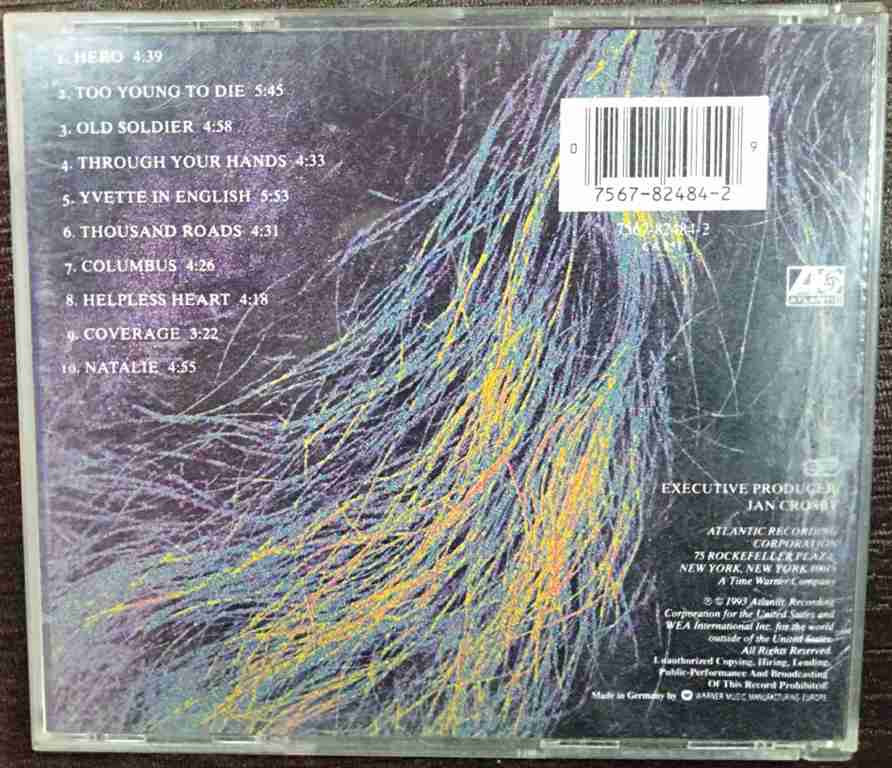 1. HERO 4:39
2. TOO YOUNG TO DIE 5:45
3. OLD SOLDIER 4:58
4. THROUGH YOUR HANDS 4:33
5. YVETTE IN ENGLISH 5:53
6. THOUSAND ROADS 4:31
7. COLUMBUS 4:26
8. HELPLESS HEART 4:18
9. COVERAGE 3:22
10. NATALIE 4:55
0 9
7567-82484-2
7567-82484-2
ATLANTIC
EXECUTIVE PRODUCER
JAN CROSBY
ATLANTIC RECORDING
CORPORATION
75 ROCKEFELLER PLAZA,
NEW YORK, NEW YORK 10019
A Time Warner Company
℗ © 1993 Atlantic Recording
Corporation for the United States and
WEA International Inc. for the world
outside of the United States.
All Rights Reserved.
Unauthorized Copying, Hiring, Lending,
Public-Performance And Broadcasting
Of This Record Prohibited.
Made in Germany by WARNER MUSIC MANUFACTURING EUROPE